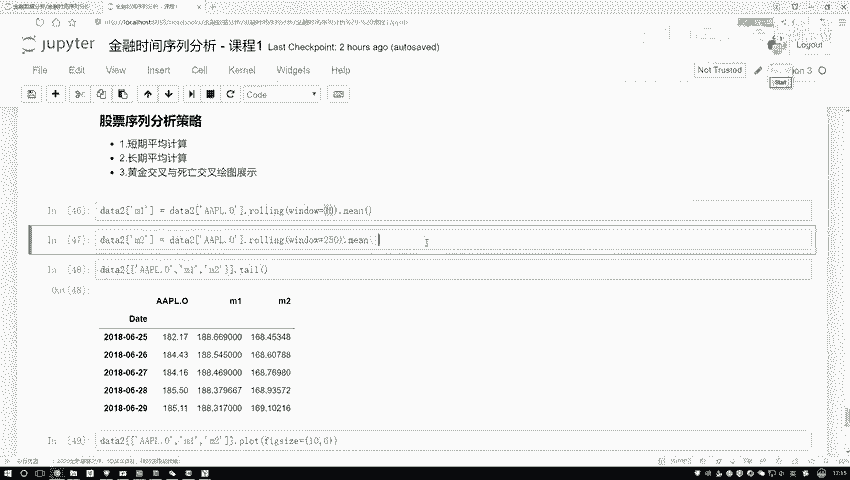 jupyter 金融时间序列分析 - 课程1 Last Checkpoint: 2 hours ago (autosaved)
Logout
File Edit View Insert Cell Kernel Widgets Help
Not Trusted
on 3
Start
Code
股票序列分析策略
1.短期平均计算
2.长期平均计算
3.黄金交叉与死亡交叉绘图展示
In [46]: data2['m1'] = data2['AAPL.O'].rolling(window= ).mean()
In [47]: data2['m2'] = data2['AAPL.O'].rolling(window=250).mean
In [48]: data2[['AAPL.O','m1','m2']].tail()
Out[48]:
AAPL.O m1 m2
Date
2018-06-25 182.17 188.669000 168.45348
2018-06-26 184.43 188.545000 168.60788
2018-06-27 184.16 188.469000 168.76980
2018-06-28 185.50 188.379667 168.93572
2018-06-29 185.11 188.317000 169.10216
In [49]: data2[['AAPL.O','m1','m2']].plot(figsize=(10,6))